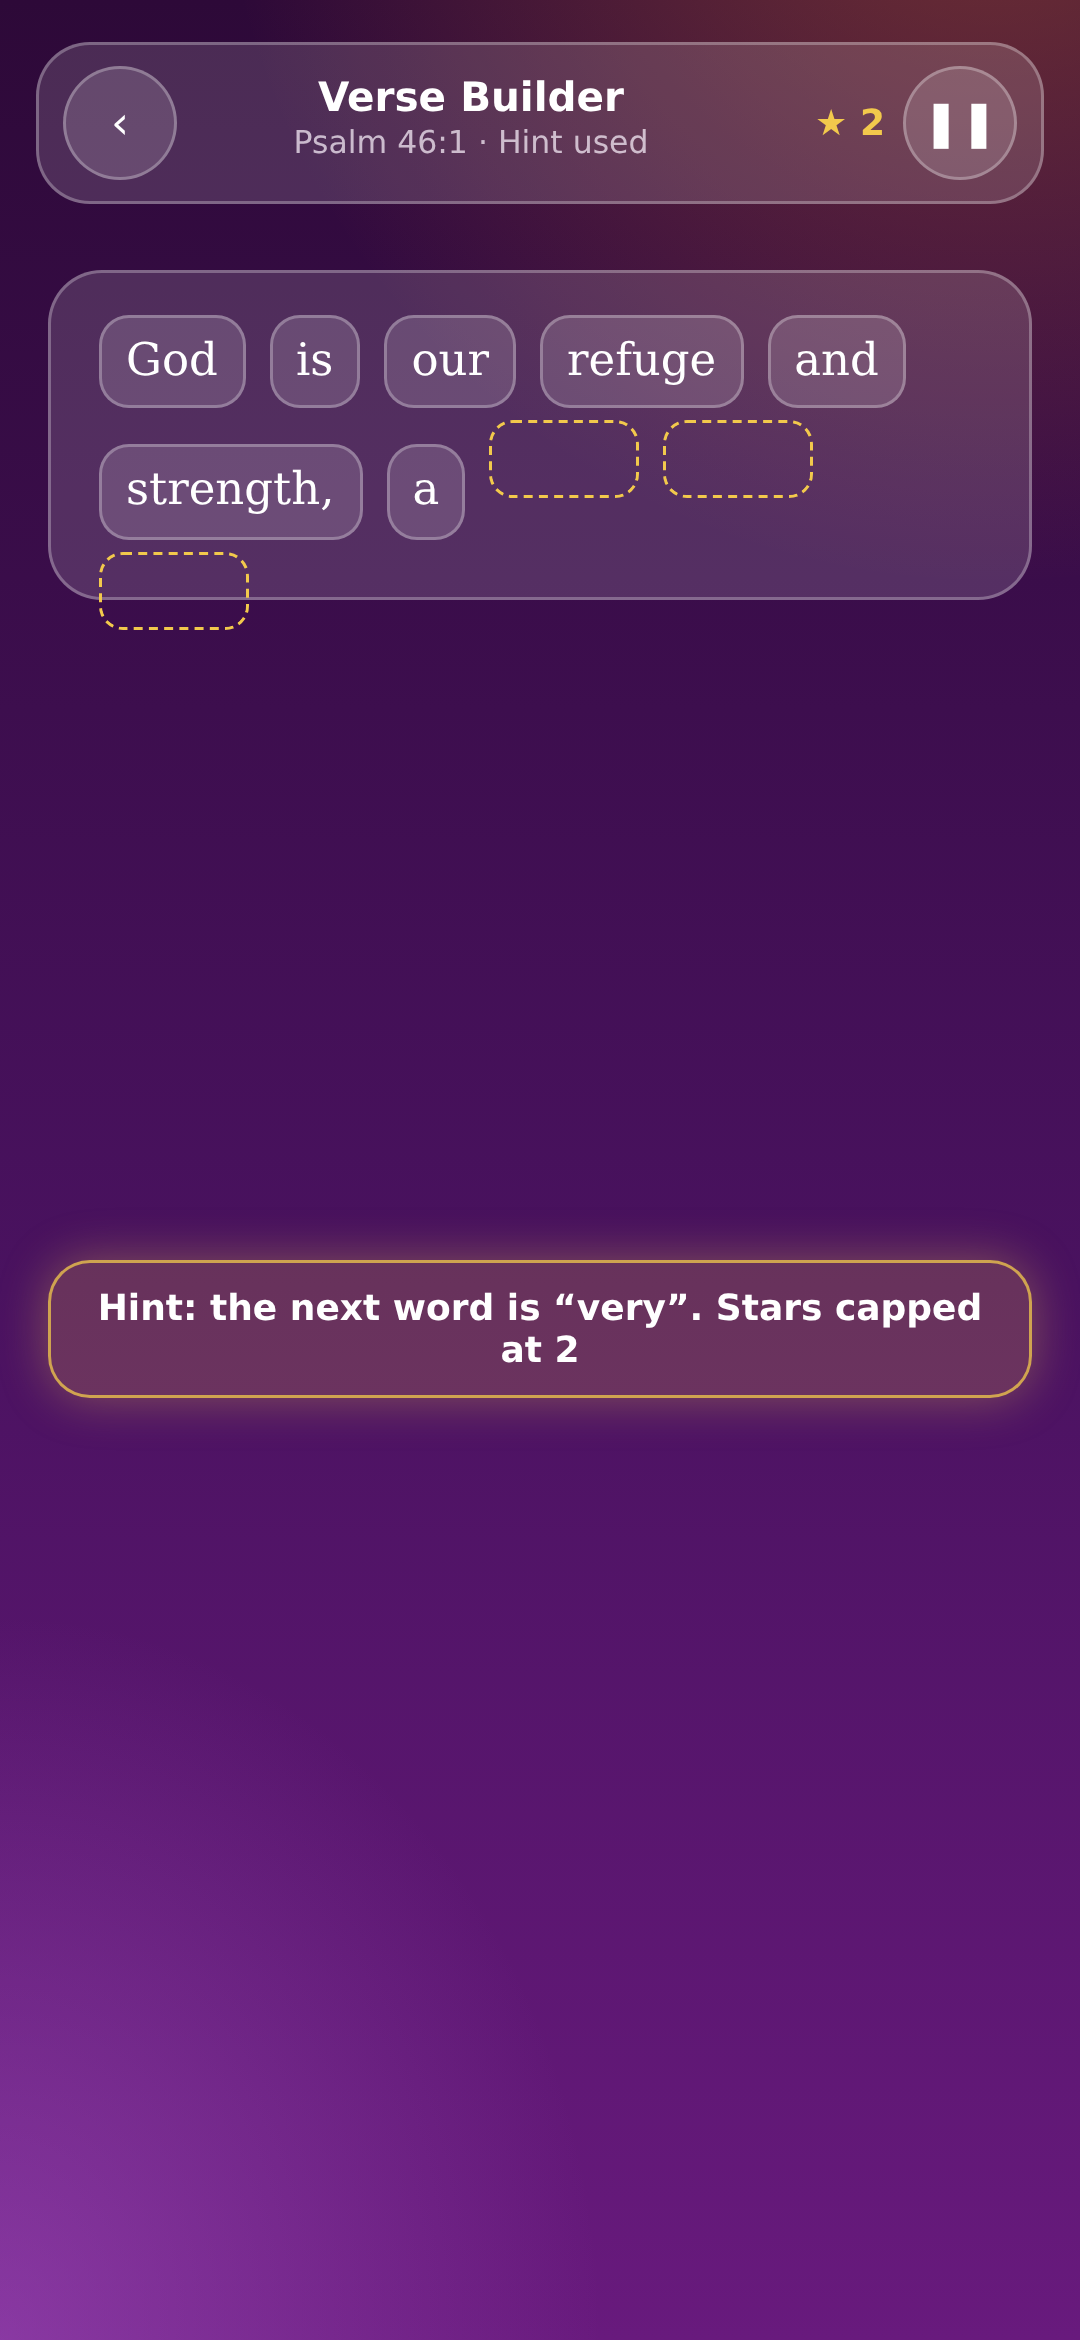 ‹
Verse Builder
Psalm 46:1 · Hint used
★ 2
God is our refuge and
strength, a
Hint: the next word is “very”. Stars capped
at 2